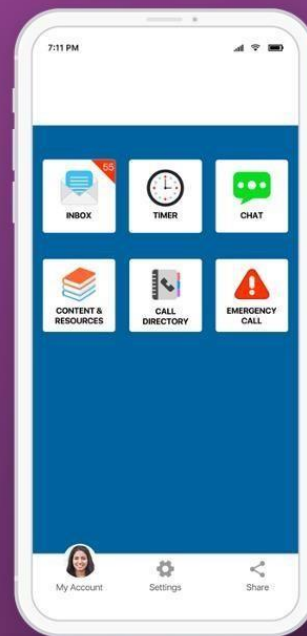 7:11 PM
55
INBOX
TIMER
CHAT
CONTENT &
RESOURCES
CALL
DIRECTORY
EMERGENCY
CALL
My Account
Settings
Share